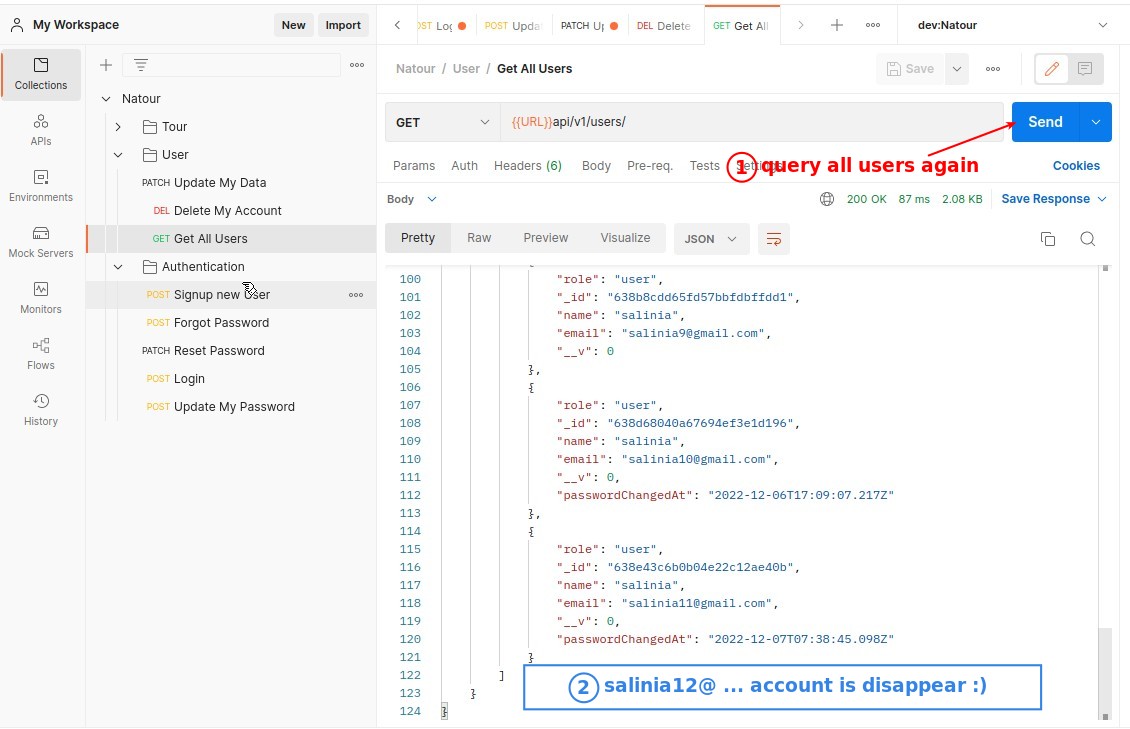 My Workspace
New
Import
OST Log
POST Upda
PATCH Up
DEL Delete
GET Get All
dev:Natour
Collections
APIs
Environments
Mock Servers
Monitors
Flows
History
Natour
Tour
User
PATCH Update My Data
DEL Delete My Account
GET Get All Users
Authentication
POST Signup new User
POST Forgot Password
PATCH Reset Password
POST Login
POST Update My Password
Natour / User / Get All Users
Save
GET {{URL}}api/v1/users/
Send
Params Auth Headers (6) Body Pre-req. Tests Settings Cookies
1 query all users again
Body 200 OK 87 ms 2.08 KB Save Response
Pretty Raw Preview Visualize JSON
100 "role": "user",
101 "_id": "638b8cdd65fd57bbfdbffdd1",
102 "name": "salinia",
103 "email": "salinia9@gmail.com",
104 "__v": 0
105 },
106 {
107 "role": "user",
108 "_id": "638d68040a67694ef3e1d196",
109 "name": "salinia",
110 "email": "salinia10@gmail.com",
111 "__v": 0,
112 "passwordChangedAt": "2022-12-06T17:09:07.217Z"
113 },
114 {
115 "role": "user",
116 "_id": "638e43c6b0b04e22c12ae40b",
117 "name": "salinia",
118 "email": "salinia11@gmail.com",
119 "__v": 0,
120 "passwordChangedAt": "2022-12-07T07:38:45.098Z"
121 }
122 ]
123 }
124 }
2 salinia12@ ... account is disappear :)